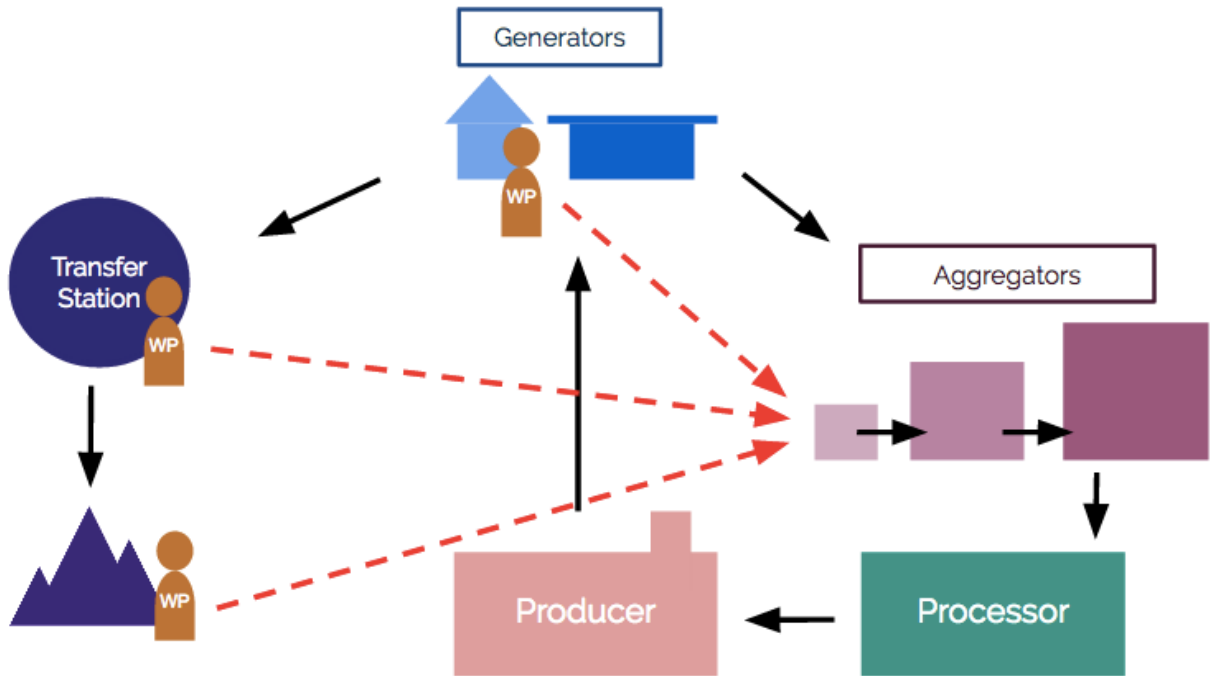 Generators
WP
Transfer
Station
WP
Aggregators
WP
Producer
Processor